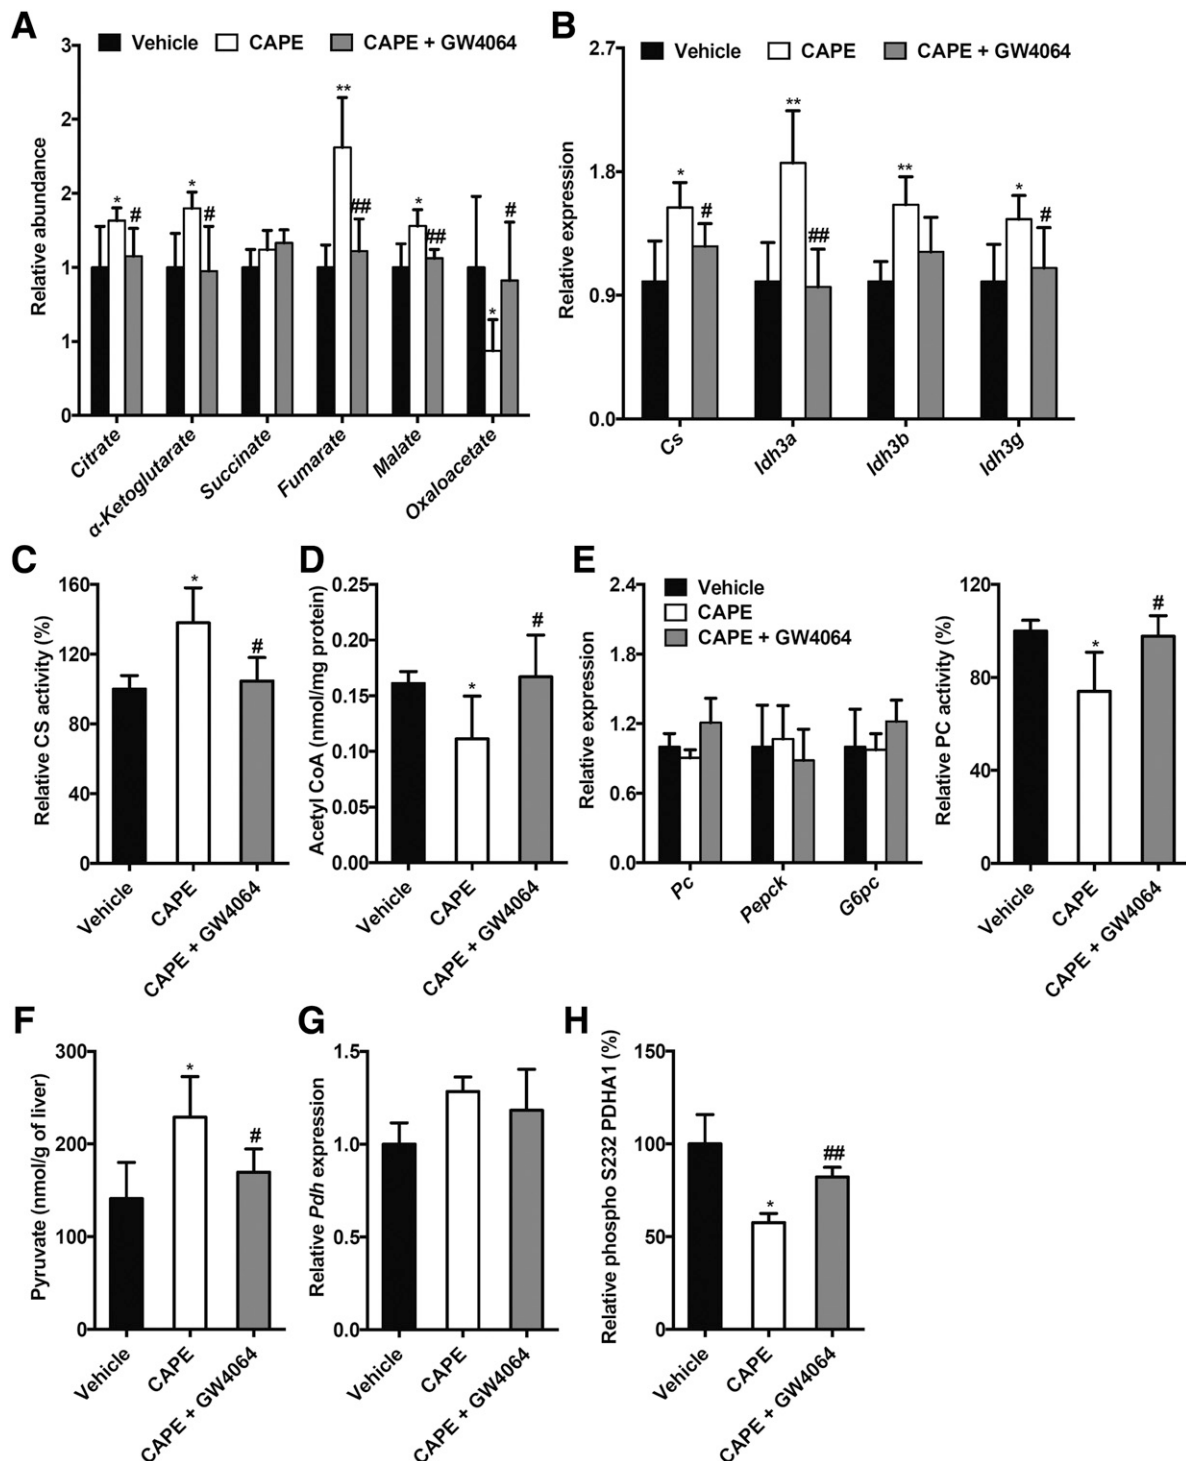 A
Vehicle CAPE CAPE + GW4064
Relative abundance
3
2
2
1
1
0
* # * # ** ## * ## * #
Citrate α-Ketoglutarate Succinate Fumarate Malate Oxaloacetate
B
Vehicle CAPE CAPE + GW4064
Relative expression
2.7
1.8
0.9
0.0
* # ** ## ** * #
Cs Idh3a Idh3b Idh3g
C
Relative CS activity (%)
160
120
80
40
0
* #
Vehicle CAPE CAPE + GW4064
D
Acetyl CoA (nmol/mg protein)
0.25
0.20
0.15
0.10
0.05
0.00
* #
Vehicle CAPE CAPE + GW4064
E
Vehicle
CAPE
CAPE + GW4064
Relative expression
2.4
1.8
1.2
0.6
0.0
Pc Pepck G6pc
Relative PC activity (%)
120
80
40
0
* #
Vehicle CAPE CAPE + GW4064
F
Pyruvate (nmol/g of liver)
300
200
100
0
* #
Vehicle CAPE CAPE + GW4064
G
Relative Pdh expression
1.5
1.0
0.5
0.0
Vehicle CAPE CAPE + GW4064
H
Relative phospho S232 PDHA1 (%)
150
100
50
0
* ##
Vehicle CAPE CAPE + GW4064